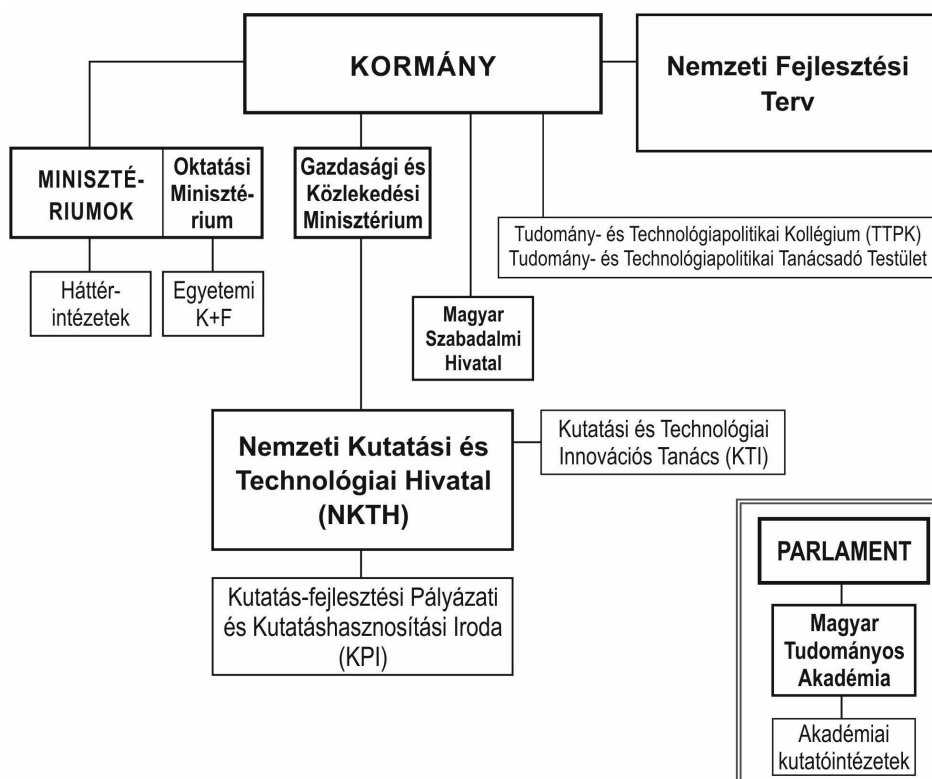 KORMÁNY
Nemzeti Fejlesztési
Terv
MINISZTÉ-
RIUMOK
Oktatási
Miniszté-
rium
Gazdasági és
Közlekedési
Minisztérium
Tudomány- és Technológiapolitikai Kollégium (TTPK)
Tudomány- és Technológiapolitikai Tanácsadó Testület
Háttér-
intézetek
Egyetemi
K+F
Magyar
Szabadalmi
Hivatal
Nemzeti Kutatási és
Technológiai Hivatal
(NKTH)
Kutatási és Technológiai
Innovációs Tanács (KTI)
Kutatás-fejlesztési Pályázati
és Kutatáshasznosítási Iroda
(KPI)
PARLAMENT
Magyar
Tudományos
Akadémia
Akadémiai
kutatóintézetek